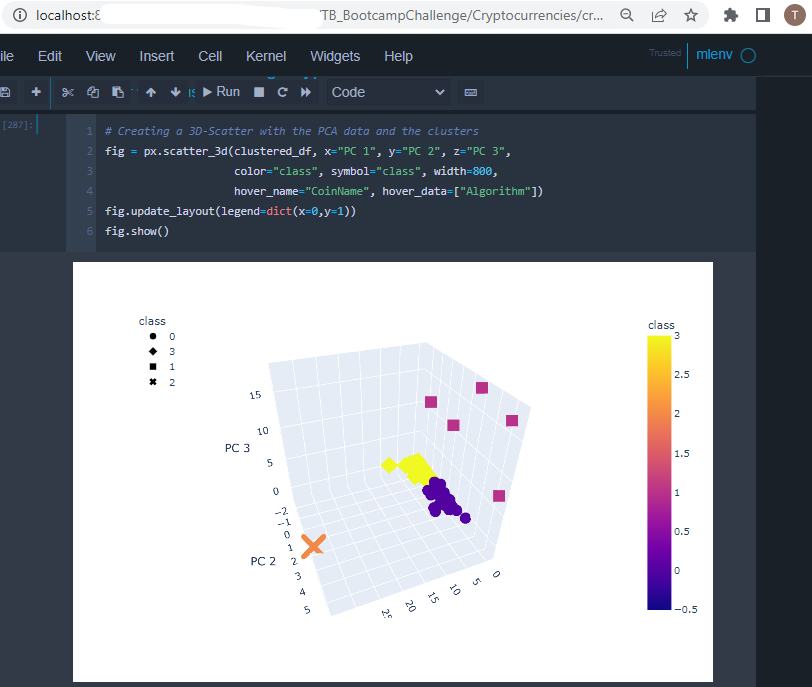 localhost:8 /TB_BootcampChallenge/Cryptocurrencies/cr...
T
ile Edit View Insert Cell Kernel Widgets Help
Trusted
mlenv
Run
Code
[287]:
1 # Creating a 3D-Scatter with the PCA data and the clusters
2 fig = px.scatter_3d(clustered_df, x="PC 1", y="PC 2", z="PC 3",
3 color="class", symbol="class", width=800,
4 hover_name="CoinName", hover_data=["Algorithm"])
5 fig.update_layout(legend=dict(x=0,y=1))
6 fig.show()
class
0
3
1
2
class
3
2.5
2
1.5
1
0.5
0
−0.5
15
10
PC 3
5
0
−2
−1
0
1
PC 2
2
3
4
5
25
20
15
10
5
0